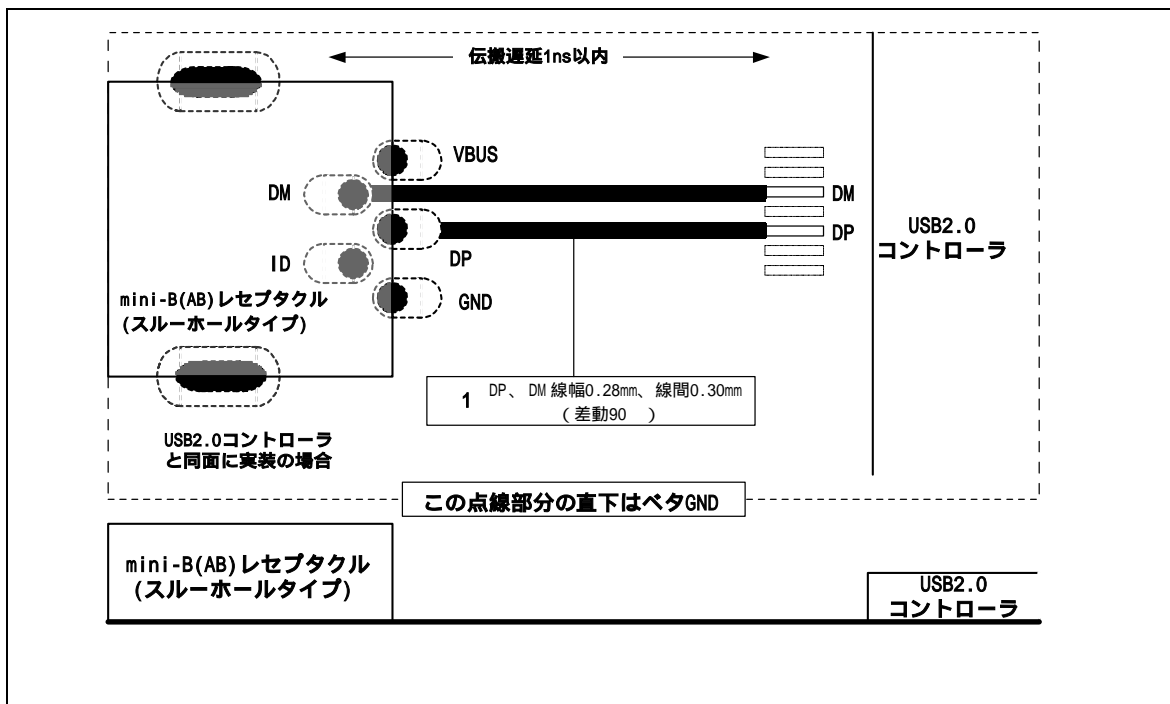 伝搬遅延1ns以内
VBUS
DM
DM
DP
DP
ID
GND
USB2.0
コントローラ
mini-B(AB)レセプタクル
(スルーホールタイプ)
1 DP、DM 線幅0.28mm、線間0.30mm
(差動90 )
USB2.0コントローラ
と同面に実装の場合
この点線部分の直下はベタGND
mini-B(AB)レセプタクル
(スルーホールタイプ)
USB2.0
コントローラ